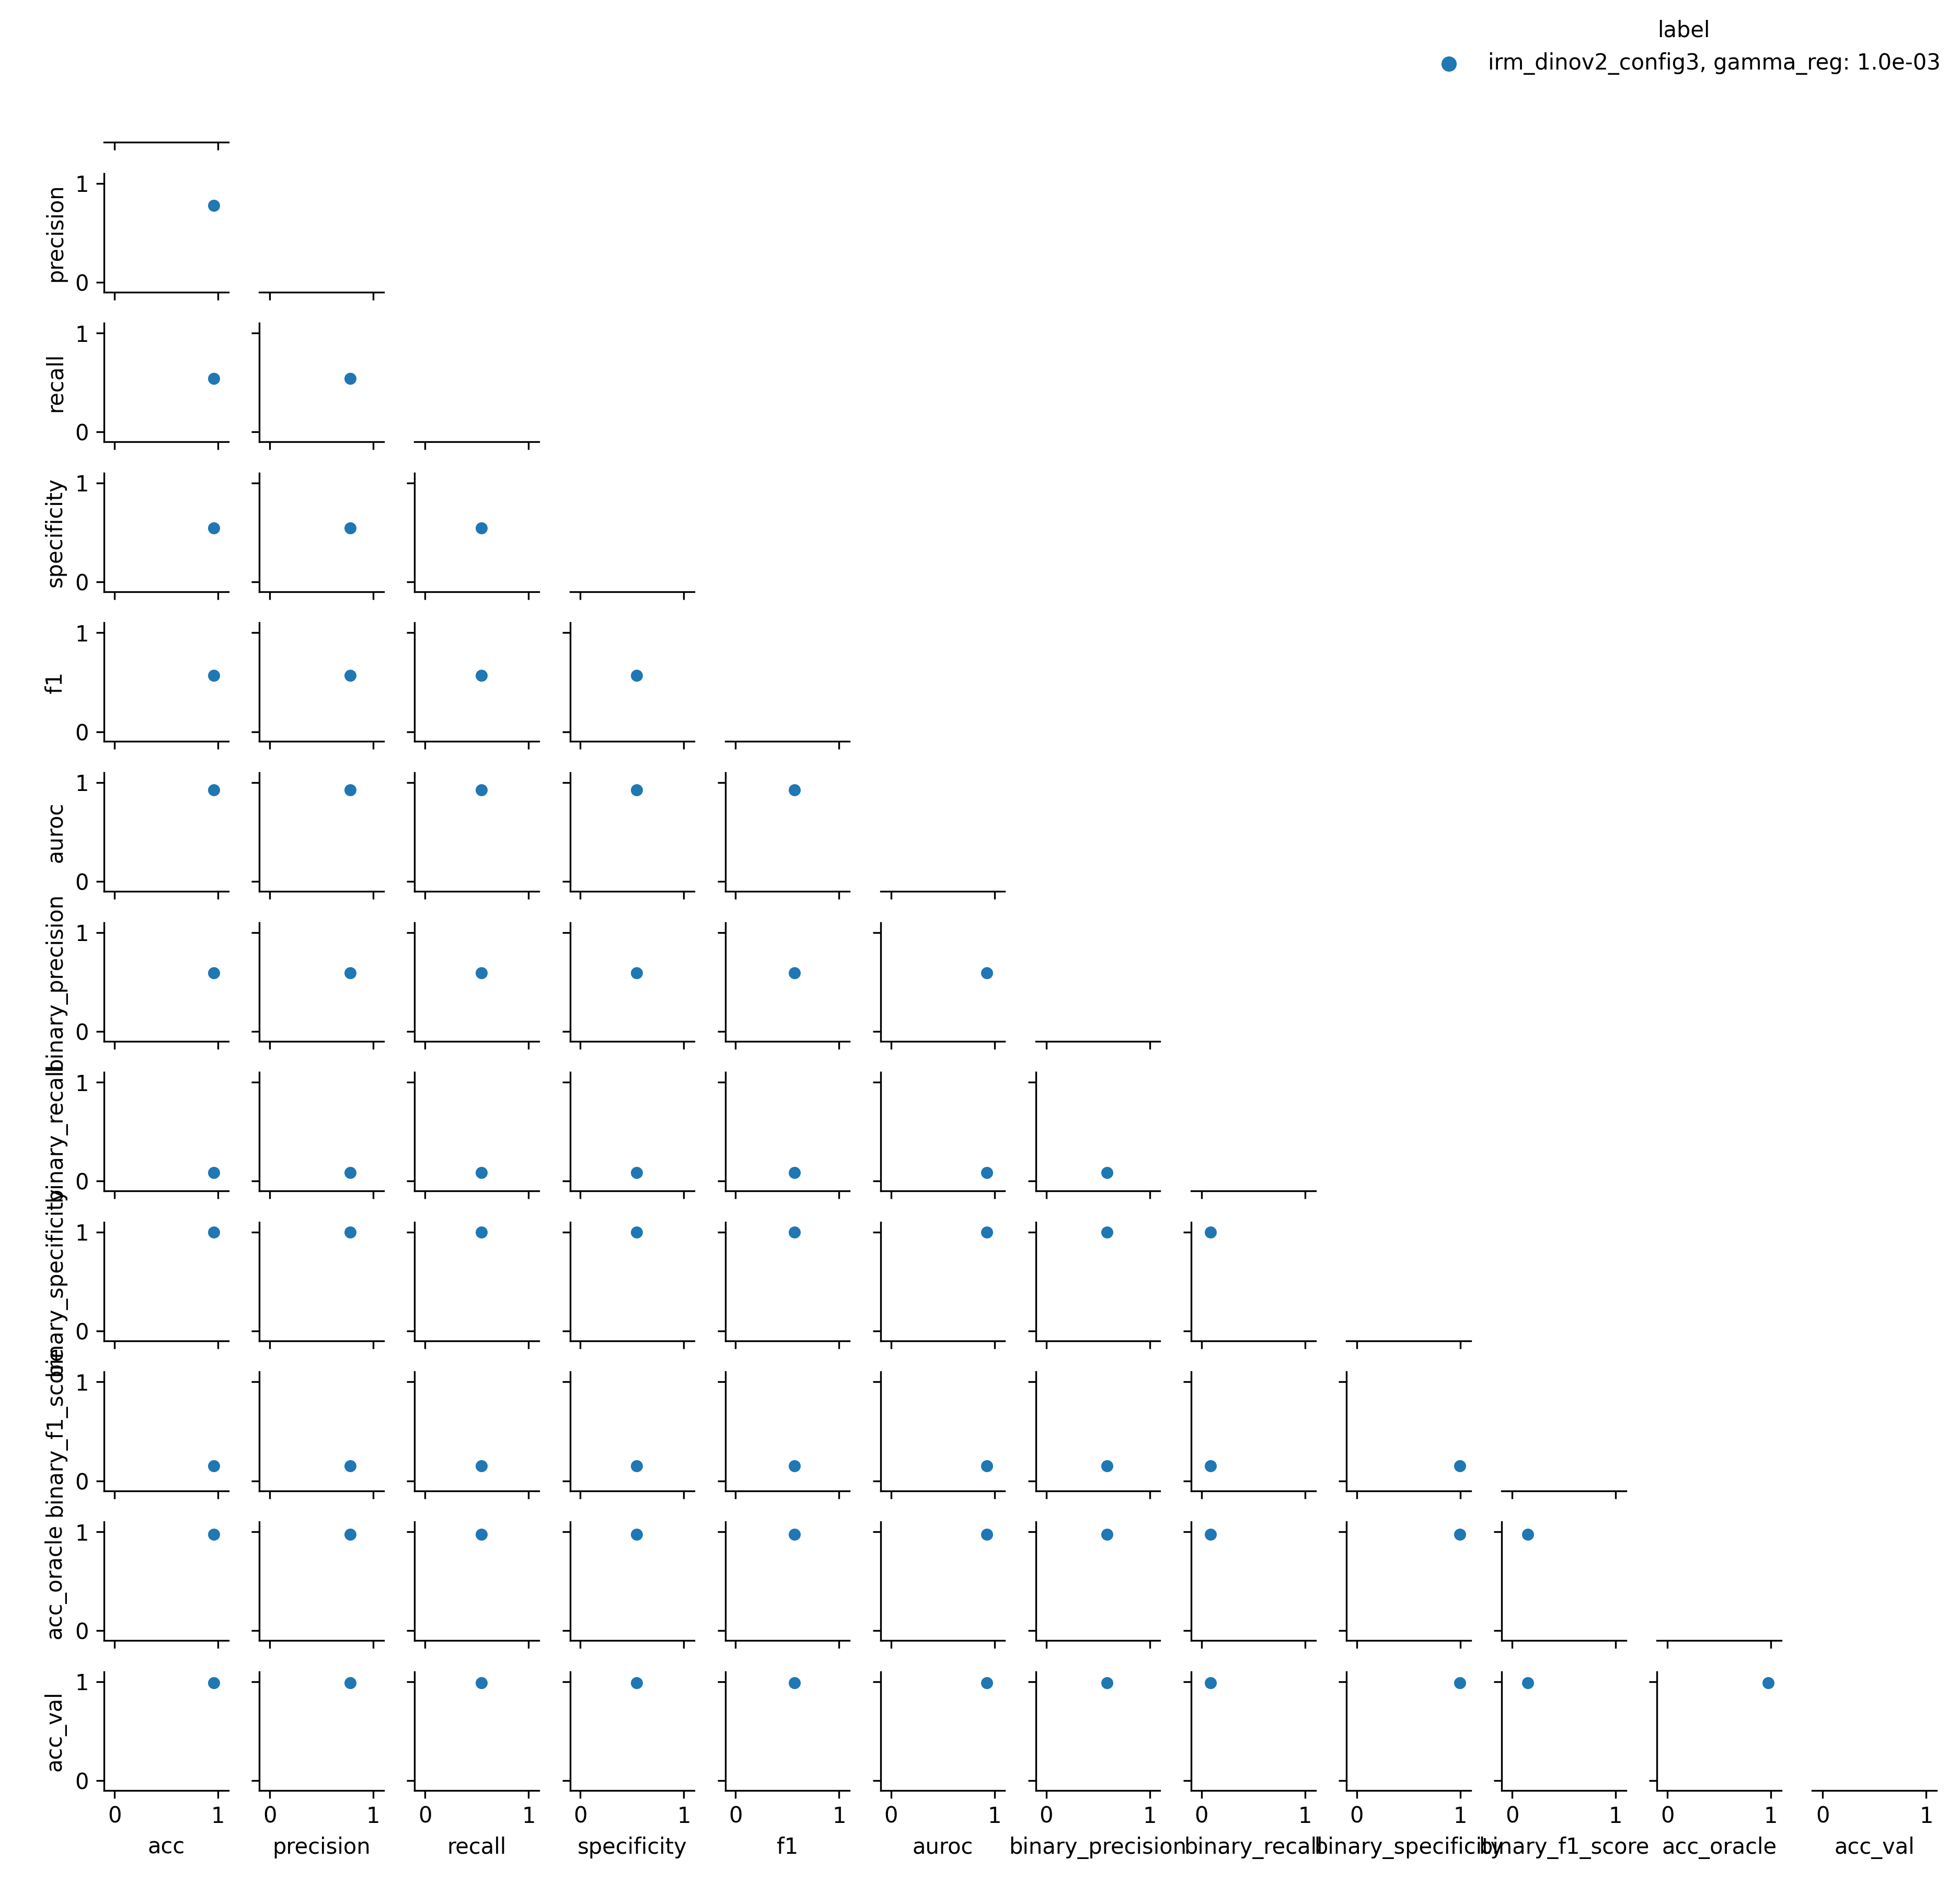 label
irm_dinov2_config3, gamma_reg: 1.0e-03
precision
1
0
recall
1
0
specificity
1
0
f1
1
0
auroc
1
0
binary_precision
1
0
binary_recall
1
0
binary_specificity
1
0
binary_f1_score
1
0
acc_oracle
1
0
acc_val
1
0
0 1 0 1 0 1 0 1 0 1 0 1 0 1 0 1 0 1 0 1 0 1 0 1
acc precision recall specificity f1 auroc binary_precision binary_recall binary_specificity binary_f1_score acc_oracle acc_val